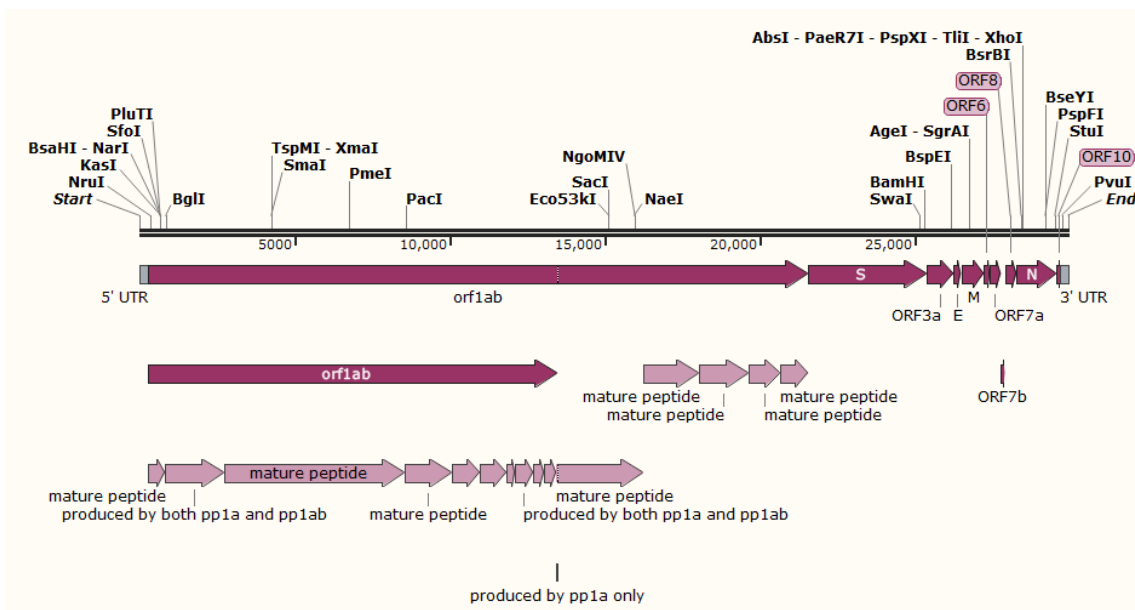 AbsI - PaeR7I - PspXI - TliI - XhoI
BsrBI
ORF8
ORF6
PluTI
SfoI
BsaHI - NarI
KasI
NruI
Start
BglI
TspMI - XmaI
SmaI
PmeI
PacI
NgoMIV
SacI
Eco53kI
NaeI
AgeI - SgrAI
BspEI
BamHI
SwaI
BseYI
PspFI
StuI
ORF10
PvuI
End
5000
10,000
15,000
20,000
25,000
S
N
5' UTR
orf1ab
M
3' UTR
ORF3a
E
ORF7a
orf1ab
mature peptide
mature peptide
mature peptide
mature peptide
ORF7b
mature peptide
mature peptide
mature peptide
produced by both pp1a and pp1ab
mature peptide
produced by both pp1a and pp1ab
produced by pp1a only